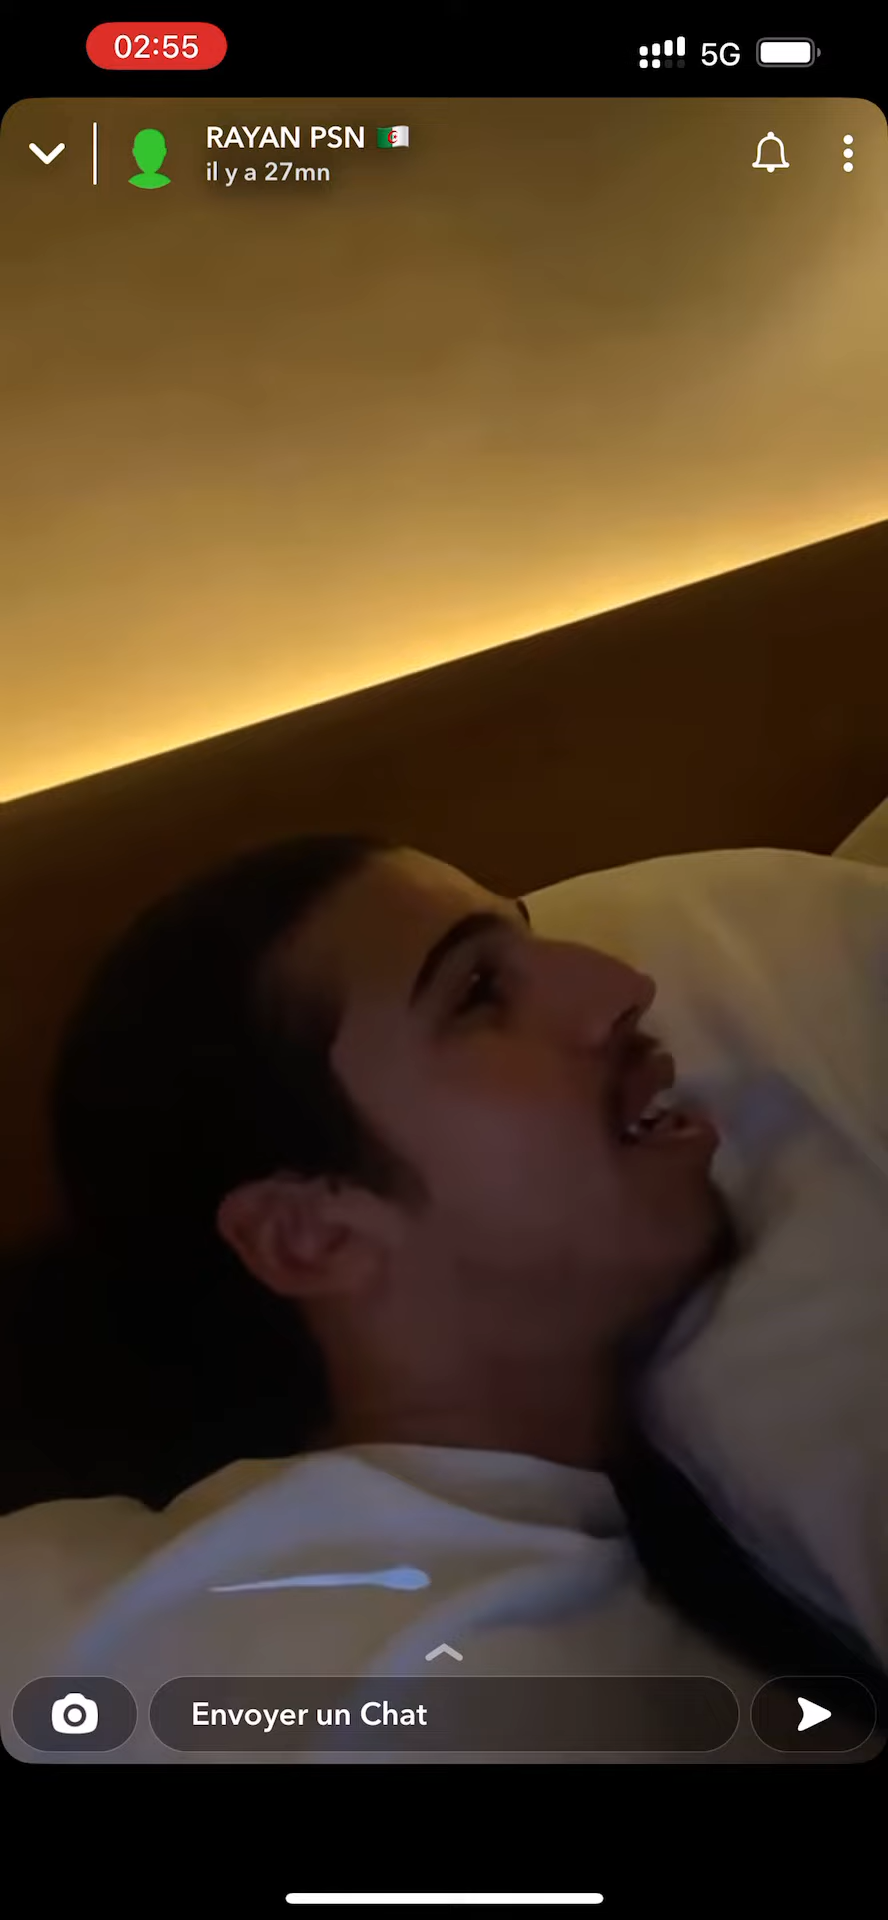 02:55
5G
RAYAN PSN 🇩🇿
il y a 27mn
Envoyer un Chat